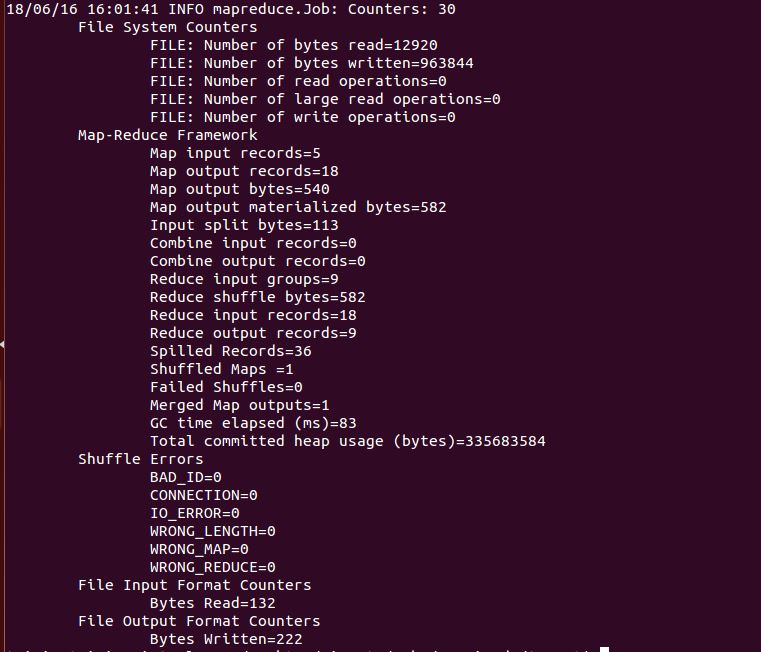 18/06/16 16:01:41 INFO mapreduce.Job: Counters: 30
File System Counters
FILE: Number of bytes read=12920
FILE: Number of bytes written=963844
FILE: Number of read operations=0
FILE: Number of large read operations=0
FILE: Number of write operations=0
Map-Reduce Framework
Map input records=5
Map output records=18
Map output bytes=540
Map output materialized bytes=582
Input split bytes=113
Combine input records=0
Combine output records=0
Reduce input groups=9
Reduce shuffle bytes=582
Reduce input records=18
Reduce output records=9
Spilled Records=36
Shuffled Maps =1
Failed Shuffles=0
Merged Map outputs=1
GC time elapsed (ms)=83
Total committed heap usage (bytes)=335683584
Shuffle Errors
BAD_ID=0
CONNECTION=0
IO_ERROR=0
WRONG_LENGTH=0
WRONG_MAP=0
WRONG_REDUCE=0
File Input Format Counters
Bytes Read=132
File Output Format Counters
Bytes Written=222